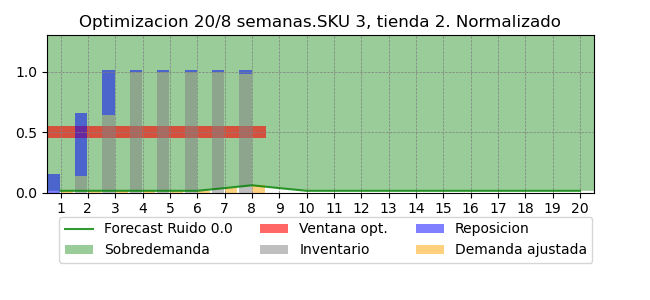 Optimizacion 20/8 semanas.SKU 3, tienda 2. Normalizado
1.0
0.5
0.0
1 2 3 4 5 6 7 8 9 10 11 12 13 14 15 16 17 18 19 20
Forecast Ruido 0.0 Ventana opt. Reposicion
Sobredemanda Inventario Demanda ajustada